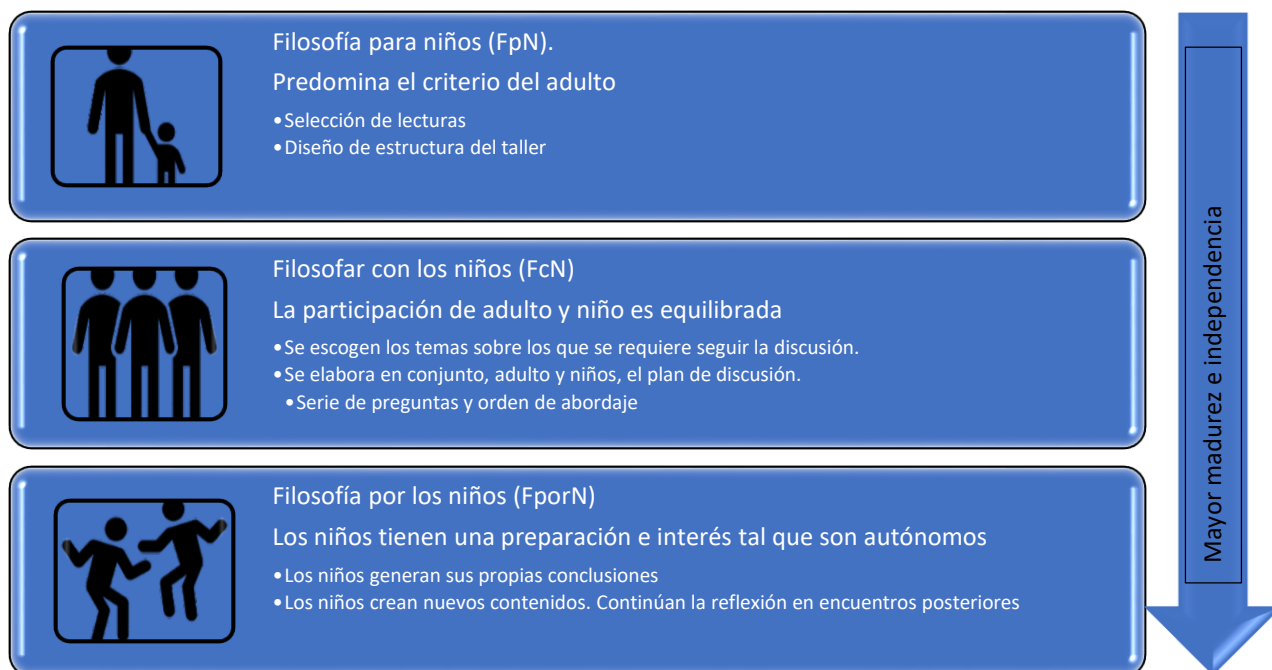 Filosofía para niños (FpN).
Predomina el criterio del adulto
•Selección de lecturas
•Diseño de estructura del taller
Filosofar con los niños (FcN)
La participación de adulto y niño es equilibrada
•Se escogen los temas sobre los que se requiere seguir la discusión.
•Se elabora en conjunto, adulto y niños, el plan de discusión.
•Serie de preguntas y orden de abordaje
Filosofía por los niños (FporN)
Los niños tienen una preparación e interés tal que son autónomos
•Los niños generan sus propias conclusiones
•Los niños crean nuevos contenidos. Continúan la reflexión en encuentros posteriores
Mayor madurez e independencia